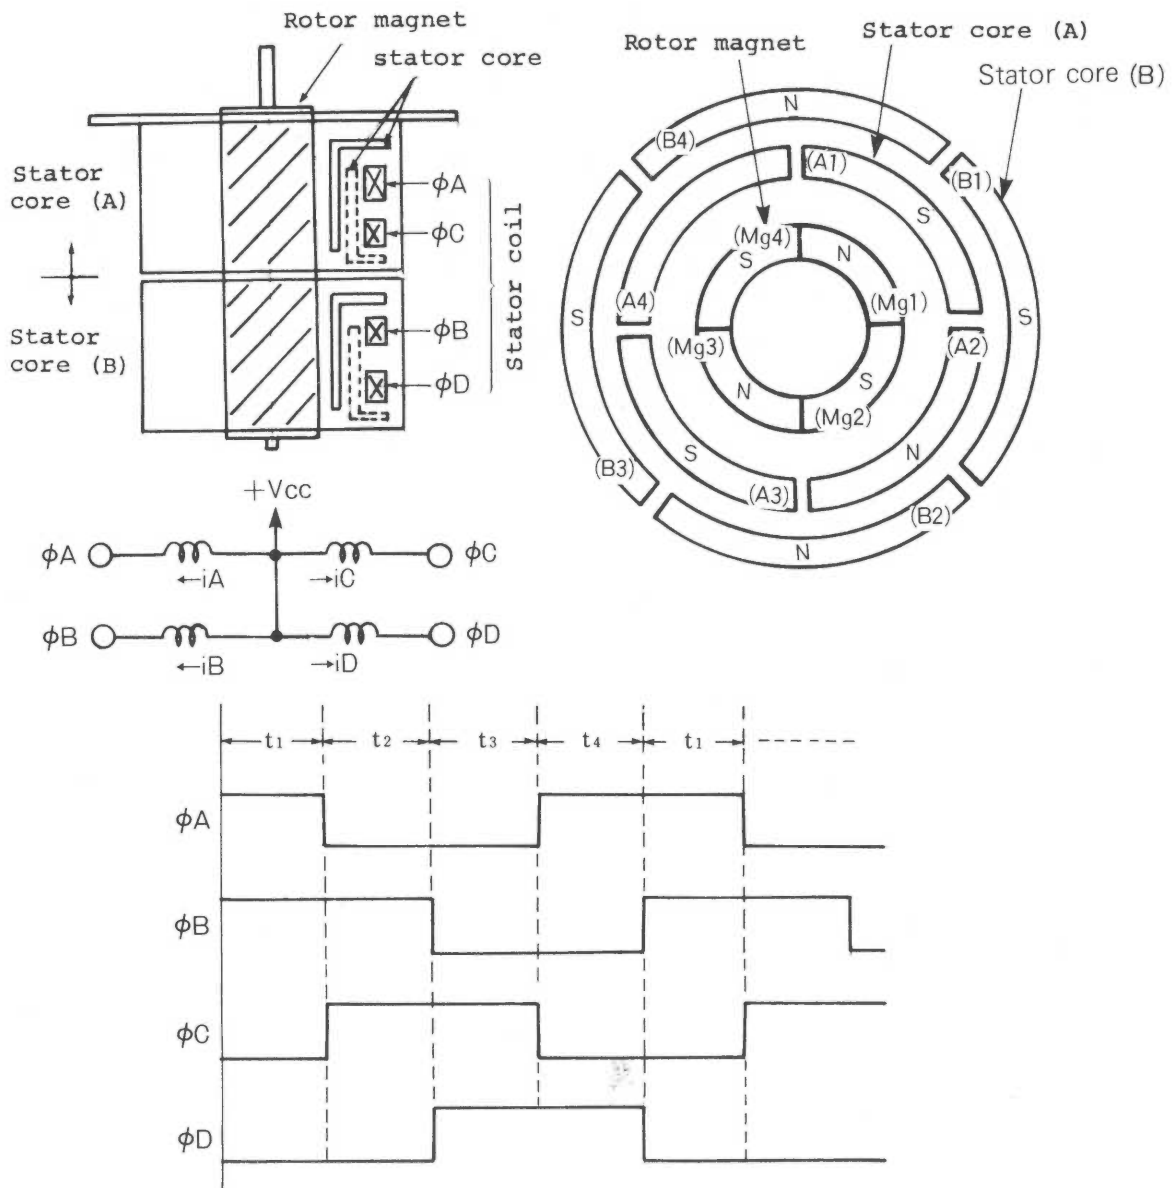 Rotor magnet
stator core
Stator
core (A)
Stator
core (B)
φA
φC
φB
φD
Stator coil
Rotor magnet
Stator core (A)
Stator core (B)
N
(B4)
(A1)
(B1)
S
(Mg4)
S
N
S
(A4)
(Mg1)
S
(Mg3)
(A2)
N
S
(Mg2)
S
N
(B3)
(A3)
(B2)
N
+Vcc
φA
φC
←iA
→iC
φB
φD
←iB
→iD
t1
t2
t3
t4
t1
φA
φB
φC
φD